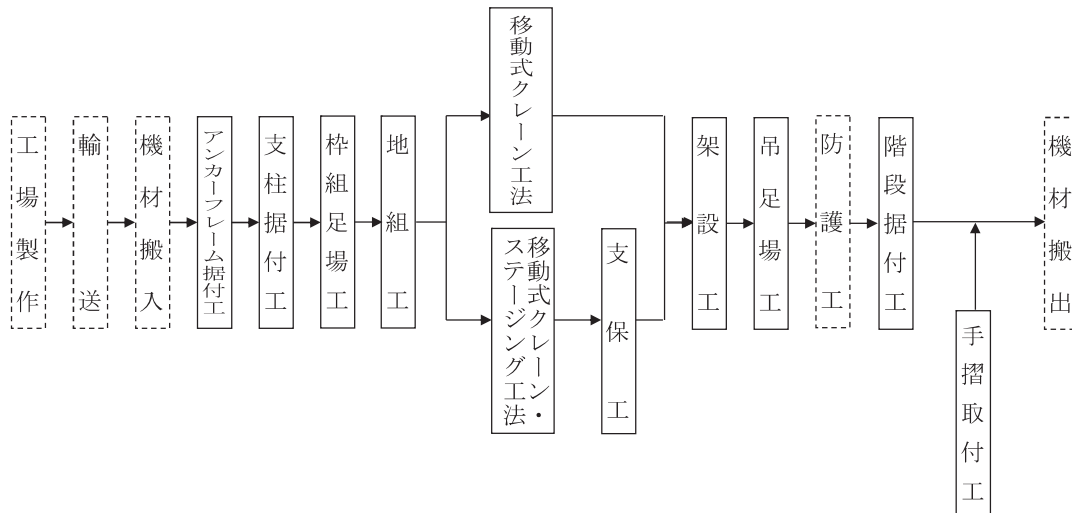 工場製作
輸送
機材搬入
アンカーフレーム据付工
支柱据付工
枠組足場工
地組工
移動式クレーン工法
移動式クレーン・
ステージング工法
支保工
架設工
吊足場工
防護工
階段据付工
手摺取付工
機材搬出